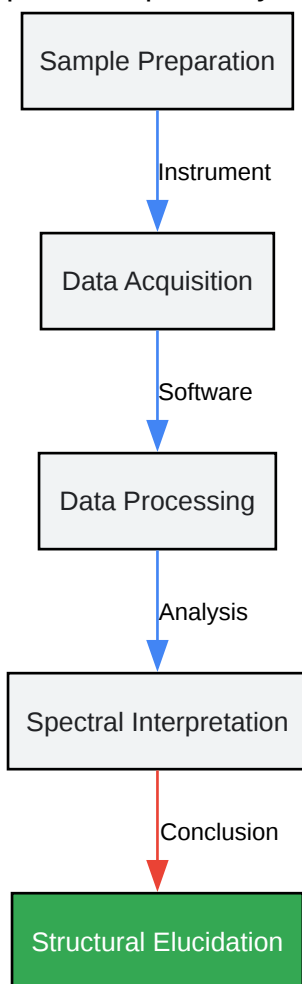 Sample Preparation
Instrument
Data Acquisition
Software
Data Processing
Analysis
Spectral Interpretation
Conclusion
Structural Elucidation